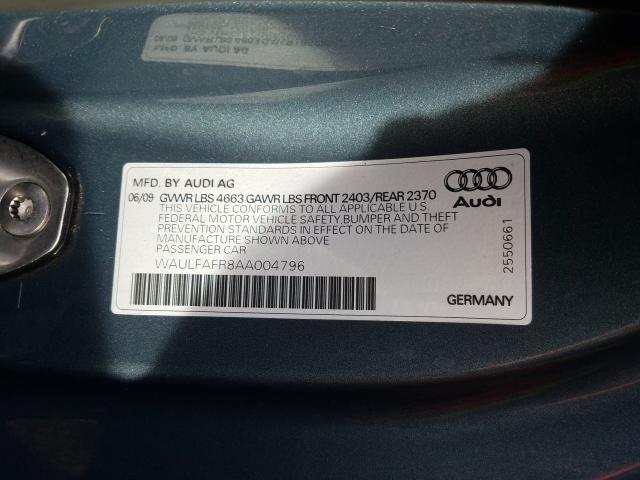 MFD. BY AUDI AG
06/09 GVWR LBS 4663 GAWR LBS FRONT 2403/REAR 2370
THIS VEHICLE CONFORMS TO ALL APPLICABLE U.S.
FEDERAL MOTOR VEHICLE SAFETY,BUMPER AND THEFT
PREVENTION STANDARDS IN EFFECT ON THE DATE OF
MANUFACTURE SHOWN ABOVE
PASSENGER CAR
WAULFAFR8AA004796
Audi
2550661
GERMANY